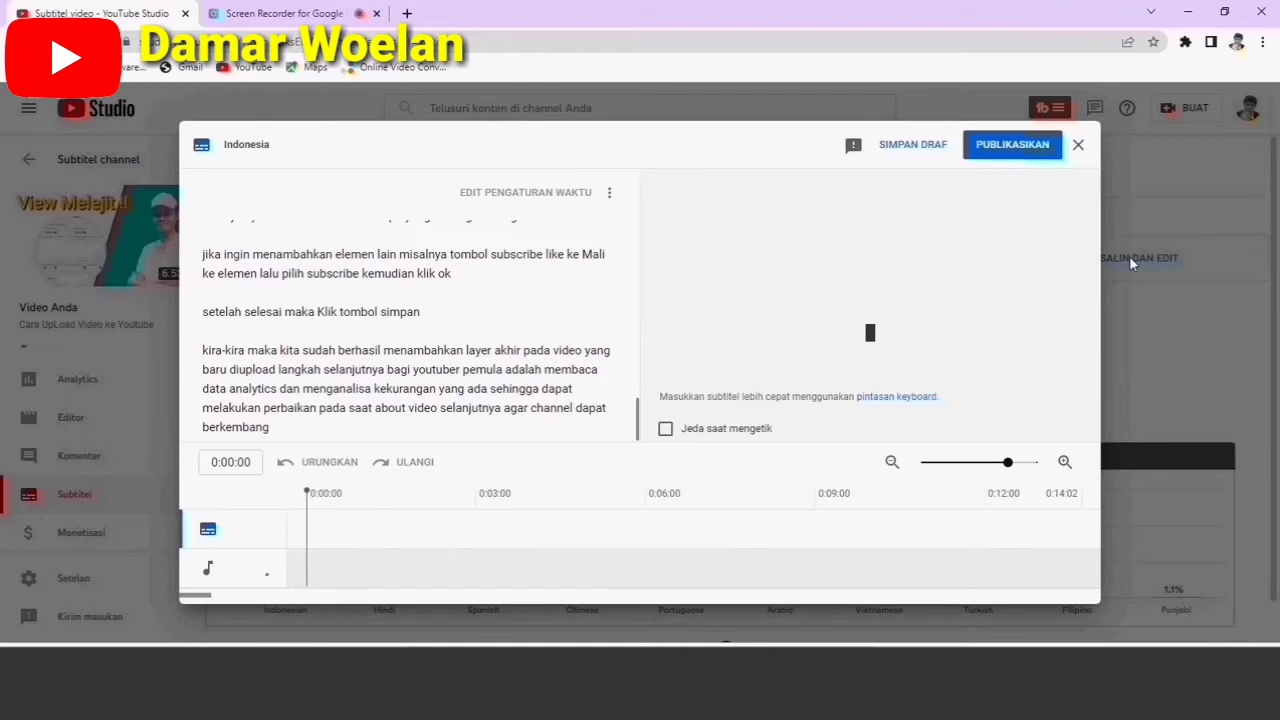 Subtitel video - YouTube Studio
Screen Recorder for Google
Damar Woelan
Gmail
YouTube
Maps
Online Video Conv...
Studio
Telusuri konten di channel Anda
BUAT
Subtitel channel
Indonesia
SIMPAN DRAF
PUBLIKASIKAN
View Melejit!!
6.5
EDIT PENGATURAN WAKTU
jika ingin menambahkan elemen lain misalnya tombol subscribe like ke Mali
ke elemen lalu pilih subscribe kemudian klik ok
setelah selesai maka Klik tombol simpan
kira-kira maka kita sudah berhasil menambahkan layer akhir pada video yang
baru diupload langkah selanjutnya bagi youtuber pemula adalah membaca
data analytics dan menganalisa kekurangan yang ada sehingga dapat
melakukan perbaikan pada saat about video selanjutnya agar channel dapat
berkembang
SALIN DAN EDIT
Masukkan subtitel lebih cepat menggunakan pintasan keyboard.
Jeda saat mengetik
Video Anda
Cara UpLoad Video ke Youtube
Analytics
Editor
Komentar
Subtitel
Monetisasi
Setelan
Kirim masukan
0:00:00
URUNGKAN
ULANGI
0:00:00
0:03:00
0:06:00
0:09:00
0:12:00
0:14:02
1.1%
Indonesian
Hindi
Spanish
Chinese
Portuguese
Arabic
Vietnamese
Turkish
Filipino
Punjabi